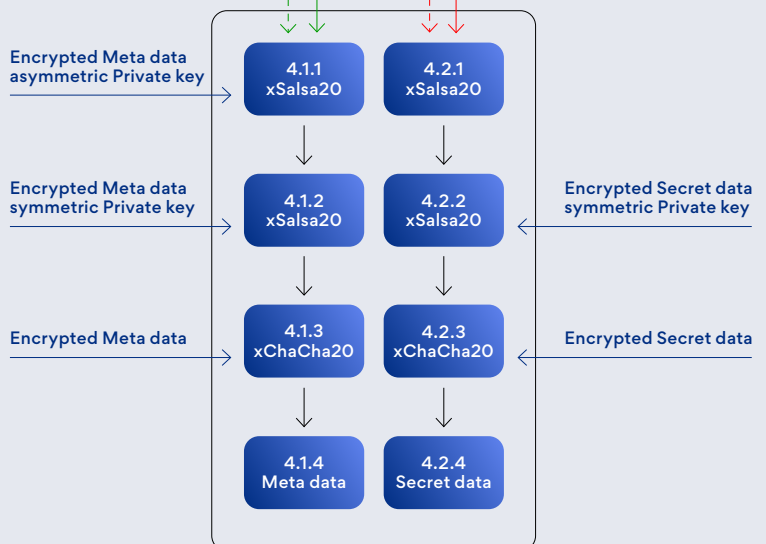 Encrypted Meta data
asymmetric Private key
4.1.1
xSalsa20
4.2.1
xSalsa20
Encrypted Meta data
symmetric Private key
4.1.2
xSalsa20
4.2.2
xSalsa20
Encrypted Secret data
symmetric Private key
Encrypted Meta data
4.1.3
xChaCha20
4.2.3
xChaCha20
Encrypted Secret data
4.1.4
Meta data
4.2.4
Secret data